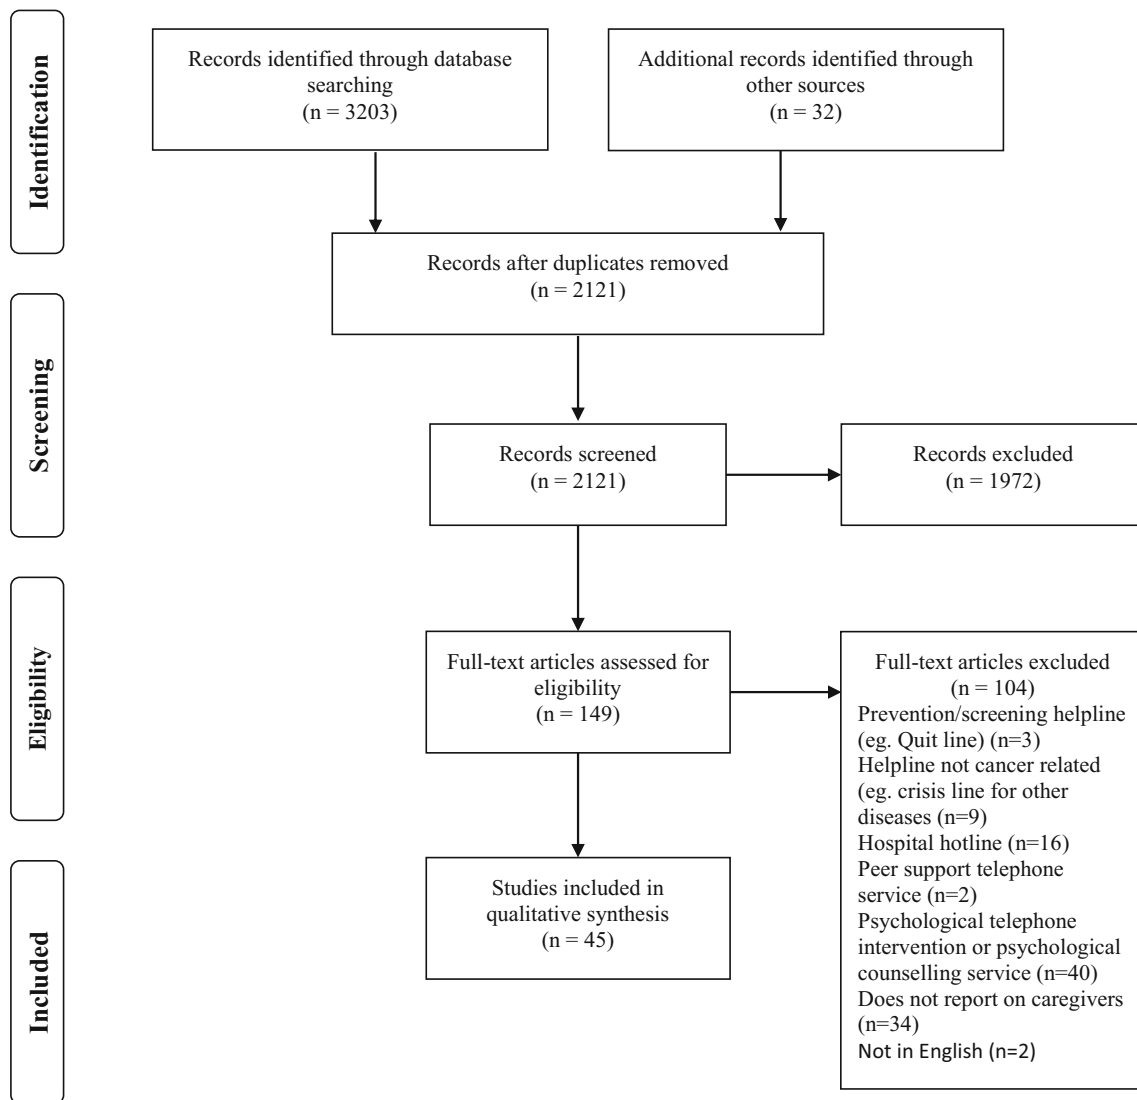 Identification
Records identified through database
searching
(n = 3203)
Additional records identified through
other sources
(n = 32)
Records after duplicates removed
(n = 2121)
Screening
Records screened
(n = 2121)
Records excluded
(n = 1972)
Eligibility
Full-text articles assessed for
eligibility
(n = 149)
Full-text articles excluded
(n = 104)
Prevention/screening helpline
(eg. Quit line) (n=3)
Helpline not cancer related
(eg. crisis line for other
diseases (n=9)
Hospital hotline (n=16)
Peer support telephone
service (n=2)
Psychological telephone
intervention or psychological
counselling service (n=40)
Does not report on caregivers
(n=34)
Not in English (n=2)
Included
Studies included in
qualitative synthesis
(n = 45)